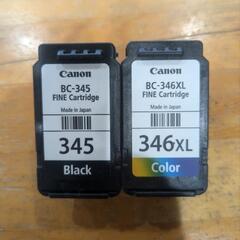 Canon
BC-345
FINE Cartridge
Made in Japan
345
Black
Canon
BC-346XL
FINE Cartridge
Made in Japan
346XL
Color